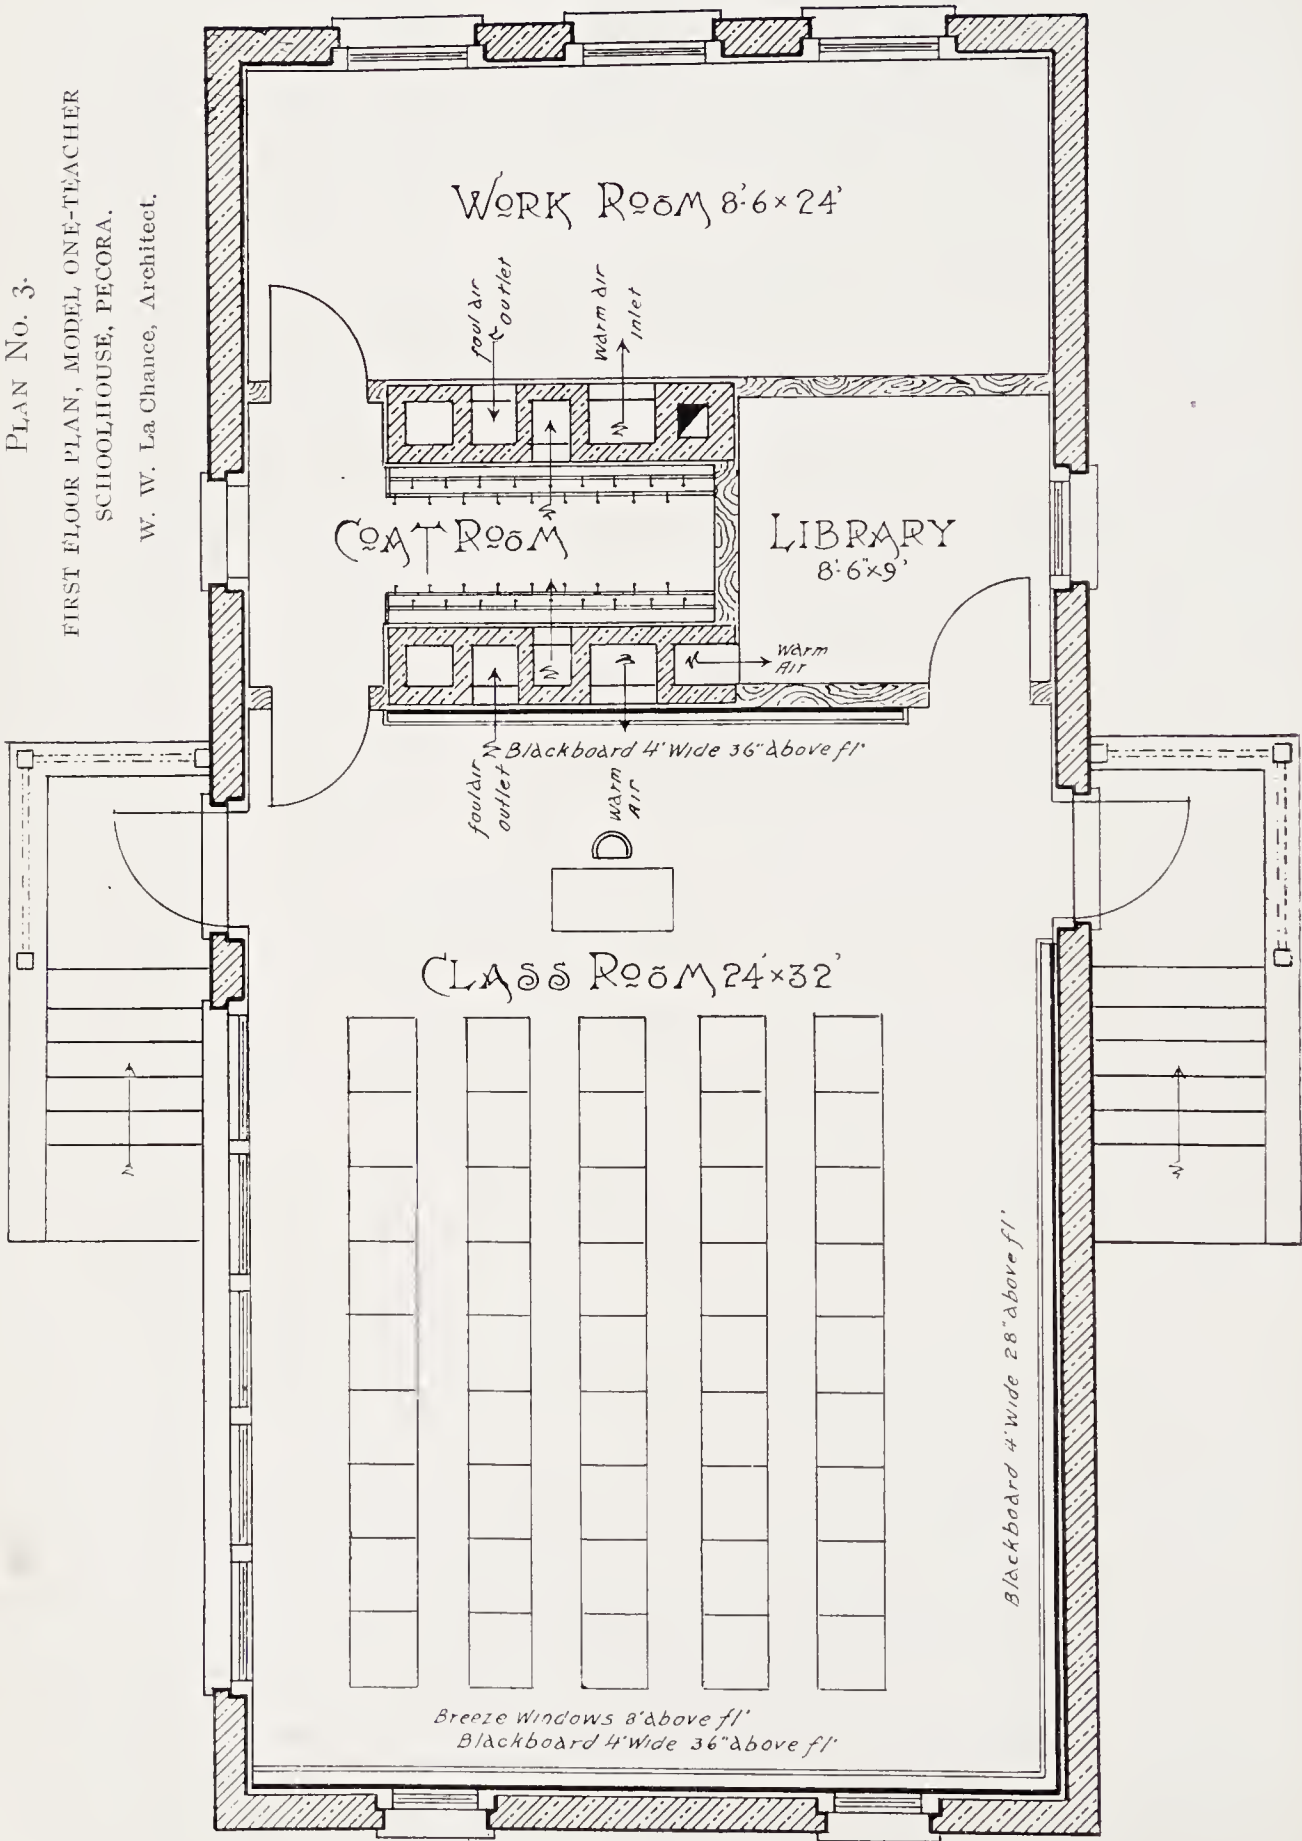 PLAN No. 3.
FIRST FLOOR PLAN, MODEL ONE-TEACHER
SCHOOLHOUSE, PECORA.
W. W. La Chance, Architect.
WORK ROOM 8'-6 × 24'
foul air
outlet
warm air
inlet
COAT ROOM
LIBRARY
8'-6"×9'
warm
Air
Blackboard 4' Wide 36" above fl'
foul air
outlet
warm
Air
CLASS ROOM 24'×32'
Blackboard 4' Wide 28" above fl'
Breeze Windows 8' above fl'
Blackboard 4' Wide 36" above fl'